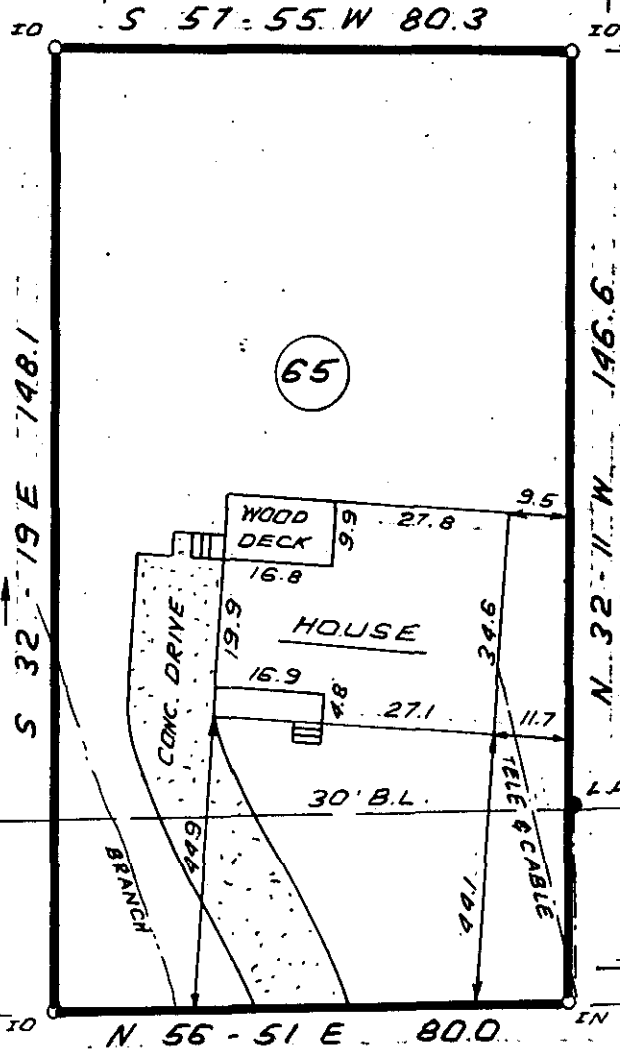 IO
S 57-55 W 80.3
IO
S 32-19 E 148.1
N 32-11 W 146.6
65
WOOD
DECK
9.9
27.8
9.5
16.8
CONC. DRIVE
19.9
HOUSE
34.6
16.9
4.8
27.1
11.7
30' B.L.
TELE & CABLE
BRANCH
44.9
44.1
IO
N 56-51 E 80.0
IN